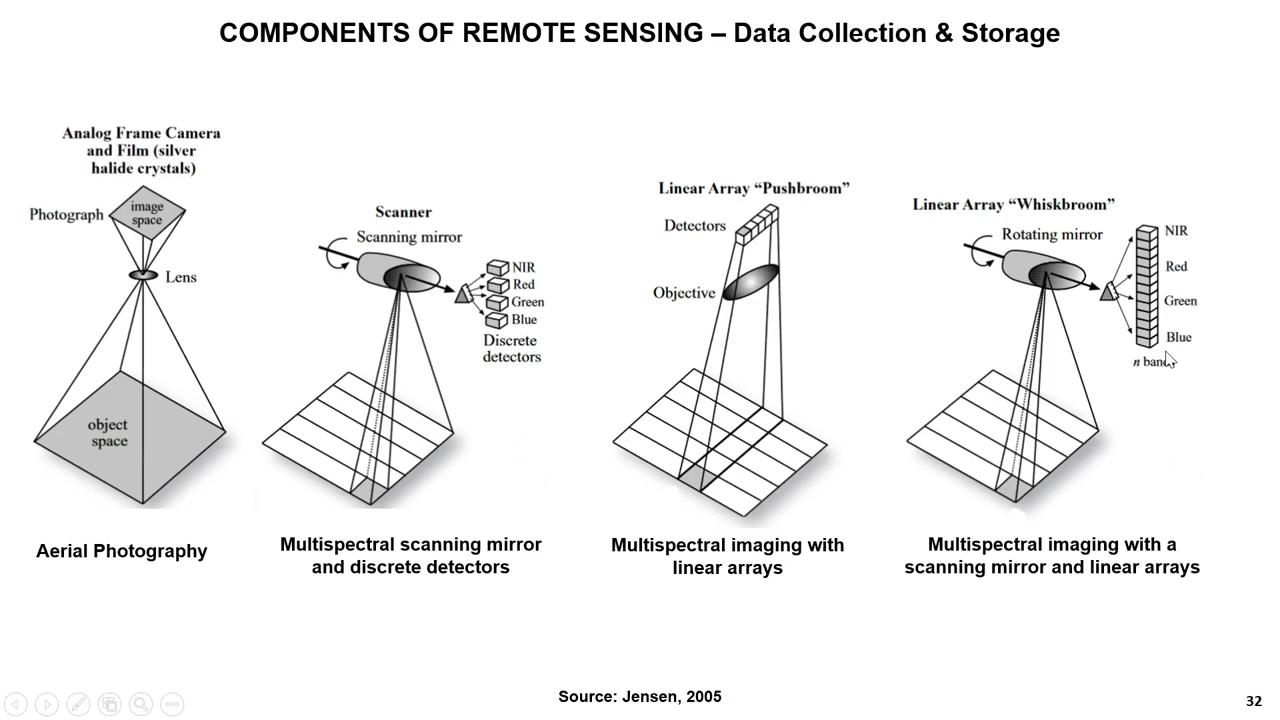 COMPONENTS OF REMOTE SENSING – Data Collection & Storage
Analog Frame Camera
and Film (silver
halide crystals)
Photograph
image
space
Lens
object
space
Aerial Photography
Scanner
Scanning mirror
NIR
Red
Green
Blue
Discrete
detectors
Multispectral scanning mirror
and discrete detectors
Linear Array “Pushbroom”
Detectors
Objective
Multispectral imaging with
linear arrays
Linear Array “Whiskbroom”
Rotating mirror
NIR
Red
Green
Blue
n
Multispectral imaging with a
scanning mirror and linear arrays
Source: Jensen, 2005
32